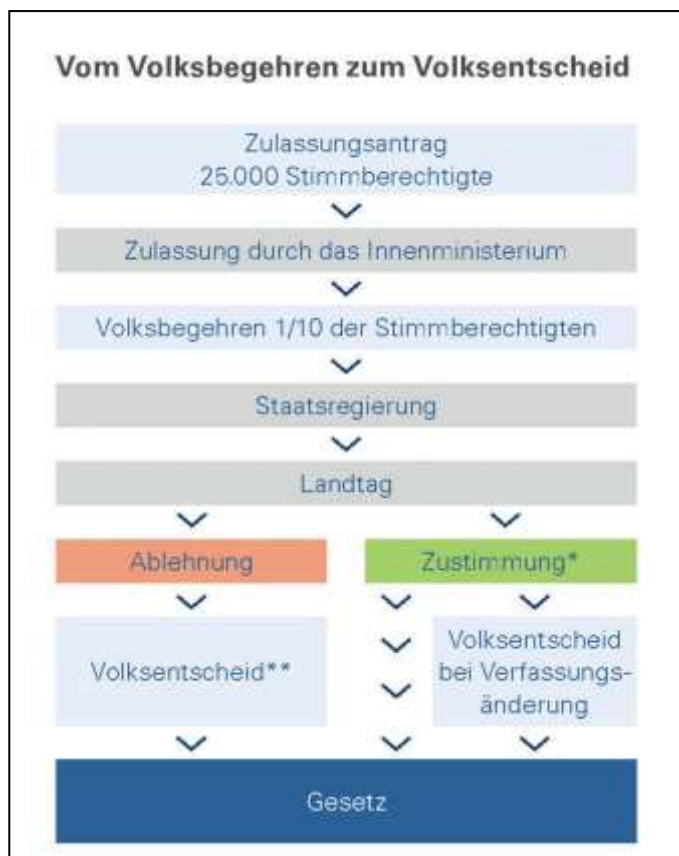 Vom Volksbegehren zum Volksentscheid
Zulassungsantrag
25.000 Stimmberechtigte
Zulassung durch das Innenministerium
Volksbegehren 1/10 der Stimmberechtigten
Staatsregierung
Landtag
Ablehnung
Zustimmung*
Volksentscheid**
Volksentscheid
bei Verfassungs-
änderung
Gesetz